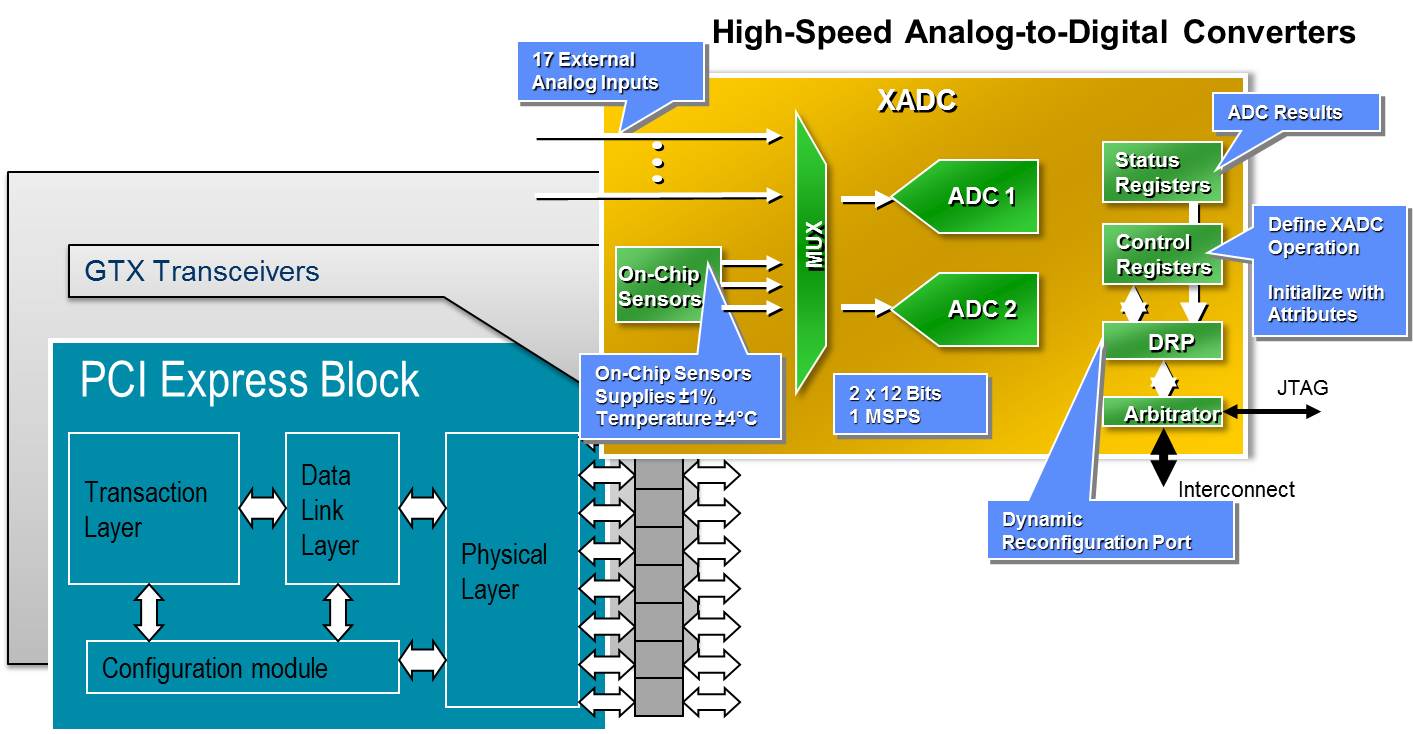 High-Speed Analog-to-Digital Converters
17 External
Analog Inputs
XADC
ADC Results
Status
Registers
ADC 1
MUX
Control
Registers
Define XADC
Operation
Initialize with
Attributes
GTX Transceivers
On-Chip
Sensors
ADC 2
DRP
PCI Express Block
On-Chip Sensors
Supplies ±1%
Temperature ±4°C
2 x 12 Bits
1 MSPS
JTAG
Arbitrator
Interconnect
Dynamic
Reconfiguration Port
Transaction
Layer
Data
Link
Layer
Physical
Layer
Configuration module